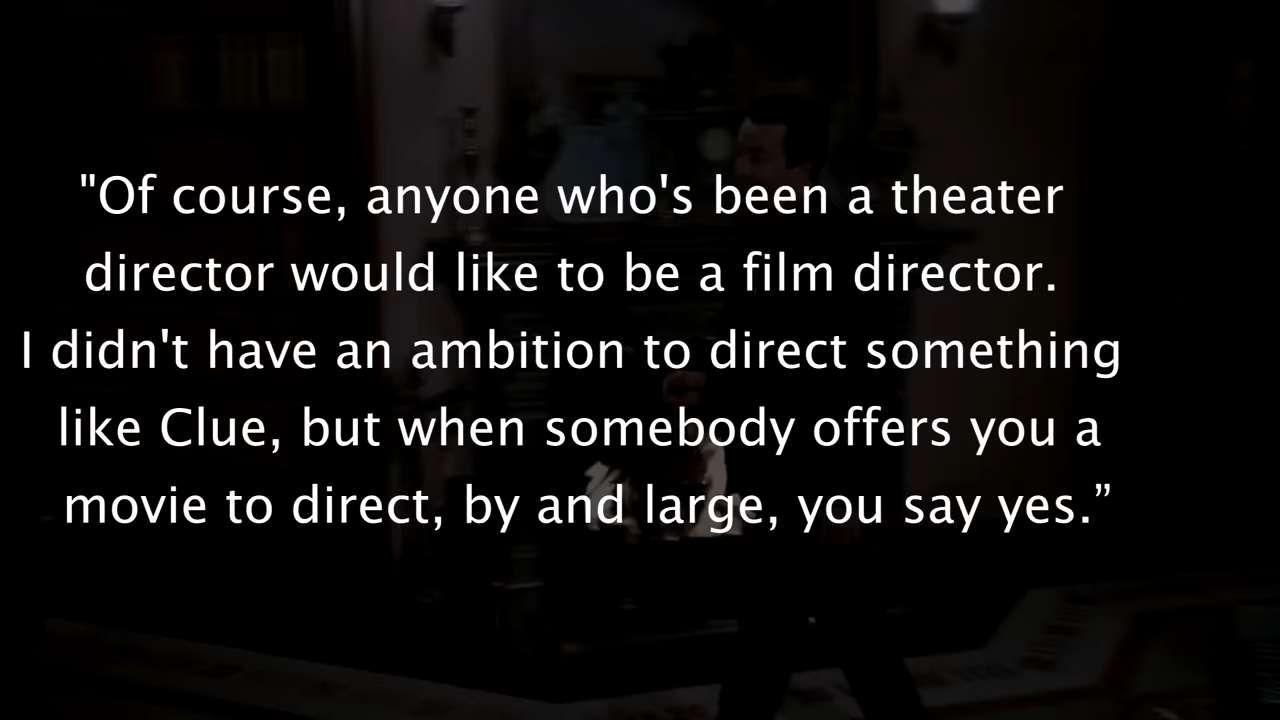 "Of course, anyone who's been a theater
director would like to be a film director.
I didn't have an ambition to direct something
like Clue, but when somebody offers you a
movie to direct, by and large, you say yes.”